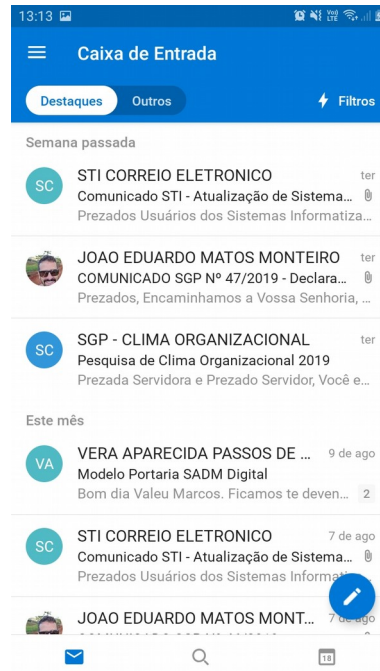 13:13
Vo) LTE
Caixa de Entrada
Destaques Outros Filtros
Semana passada
SC STI CORREIO ELETRONICO ter
Comunicado STI - Atualização de Sistema...
Prezados Usuários dos Sistemas Informatiza...
JOAO EDUARDO MATOS MONTEIRO ter
COMUNICADO SGP Nº 47/2019 - Declara...
Prezados, Encaminhamos a Vossa Senhoria, ...
SC SGP - CLIMA ORGANIZACIONAL ter
Pesquisa de Clima Organizacional 2019
Prezada Servidora e Prezado Servidor, Você e...
Este mês
VA VERA APARECIDA PASSOS DE ... 9 de ago
Modelo Portaria SADM Digital
Bom dia Valeu Marcos. Ficamos te deven... 2
SC STI CORREIO ELETRONICO 7 de ago
Comunicado STI - Atualização de Sistema...
Prezados Usuários dos Sistemas
JOAO EDUARDO MATOS MONT... 7 de ago
18